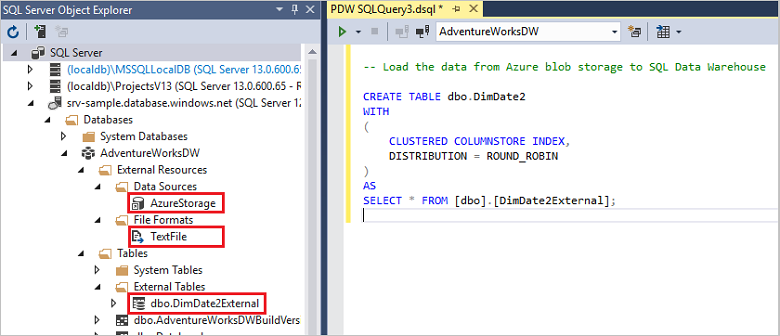 SQL Server Object Explorer
SQL Server
(localdb)\MSSQLLocalDB (SQL Server 13.0.600.65
(localdb)\ProjectsV13 (SQL Server 13.0.600.65 - R
srv-sample.database.windows.net (SQL Server 12
Databases
System Databases
AdventureWorksDW
External Resources
Data Sources
AzureStorage
File Formats
TextFile
Tables
System Tables
External Tables
dbo.DimDate2External
dbo.AdventureWorksDWBuildVers
PDW SQLQuery3.dsql *
AdventureWorksDW
-- Load the data from Azure blob storage to SQL Data Warehouse
CREATE TABLE dbo.DimDate2
WITH
(
CLUSTERED COLUMNSTORE INDEX,
DISTRIBUTION = ROUND_ROBIN
)
AS
SELECT * FROM [dbo].[DimDate2External];